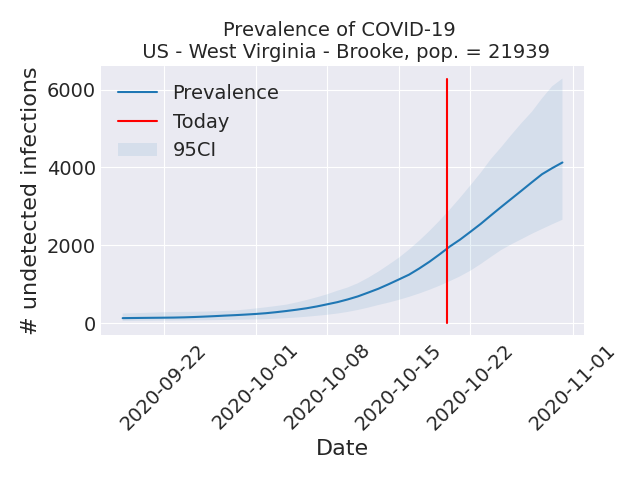 Prevalence of COVID-19
US - West Virginia - Brooke, pop. = 21939
# undetected infections
6000
4000
2000
0
Prevalence
Today
95CI
2020-09-22
2020-10-01
2020-10-08
2020-10-15
2020-10-22
2020-11-01
Date